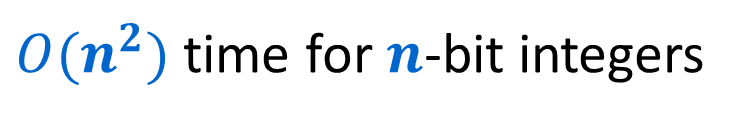 O(n²) time for n-bit integers